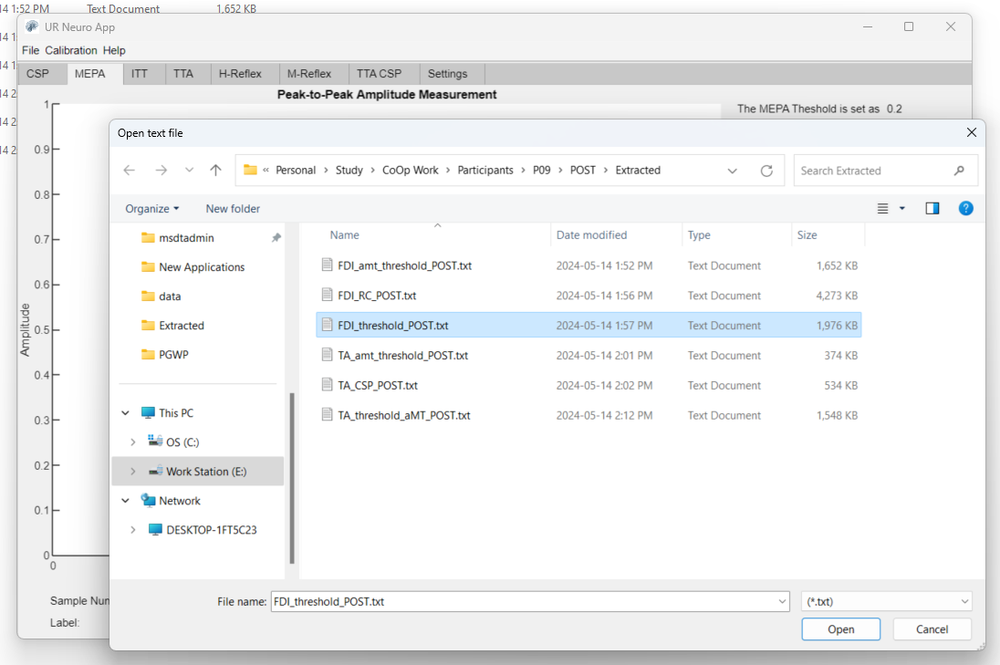 14 1:52 PM Text Document 1,652 KB
UR Neuro App
File Calibration Help
CSP MEPA ITT TTA H-Reflex M-Reflex TTA CSP Settings
Peak-to-Peak Amplitude Measurement
The MEPA Theshold is set as 0.2
Open text file
« Personal > Study > CoOp Work > Participants > P09 > POST > Extracted
Search Extracted
Organize New folder
Name Date modified Type Size
msdtadmin
New Applications
data
Extracted
PGWP
This PC
OS (C:)
Work Station (E:)
Network
DESKTOP-1FT5C23
FDI_amt_threshold_POST.txt 2024-05-14 1:52 PM Text Document 1,652 KB
FDI_RC_POST.txt 2024-05-14 1:56 PM Text Document 4,273 KB
FDI_threshold_POST.txt 2024-05-14 1:57 PM Text Document 1,976 KB
TA_amt_threshold_POST.txt 2024-05-14 2:01 PM Text Document 374 KB
TA_CSP_POST.txt 2024-05-14 2:02 PM Text Document 534 KB
TA_threshold_aMT_POST.txt 2024-05-14 2:12 PM Text Document 1,548 KB
File name: FDI_threshold_POST.txt (*.txt)
Open Cancel
14 1
14 1
14 2
14 2
14 2
1
0.9
0.8
0.7
0.6
0.5
0.4
0.3
0.2
0.1
0
0
Amplitude
Sample Num
Label: